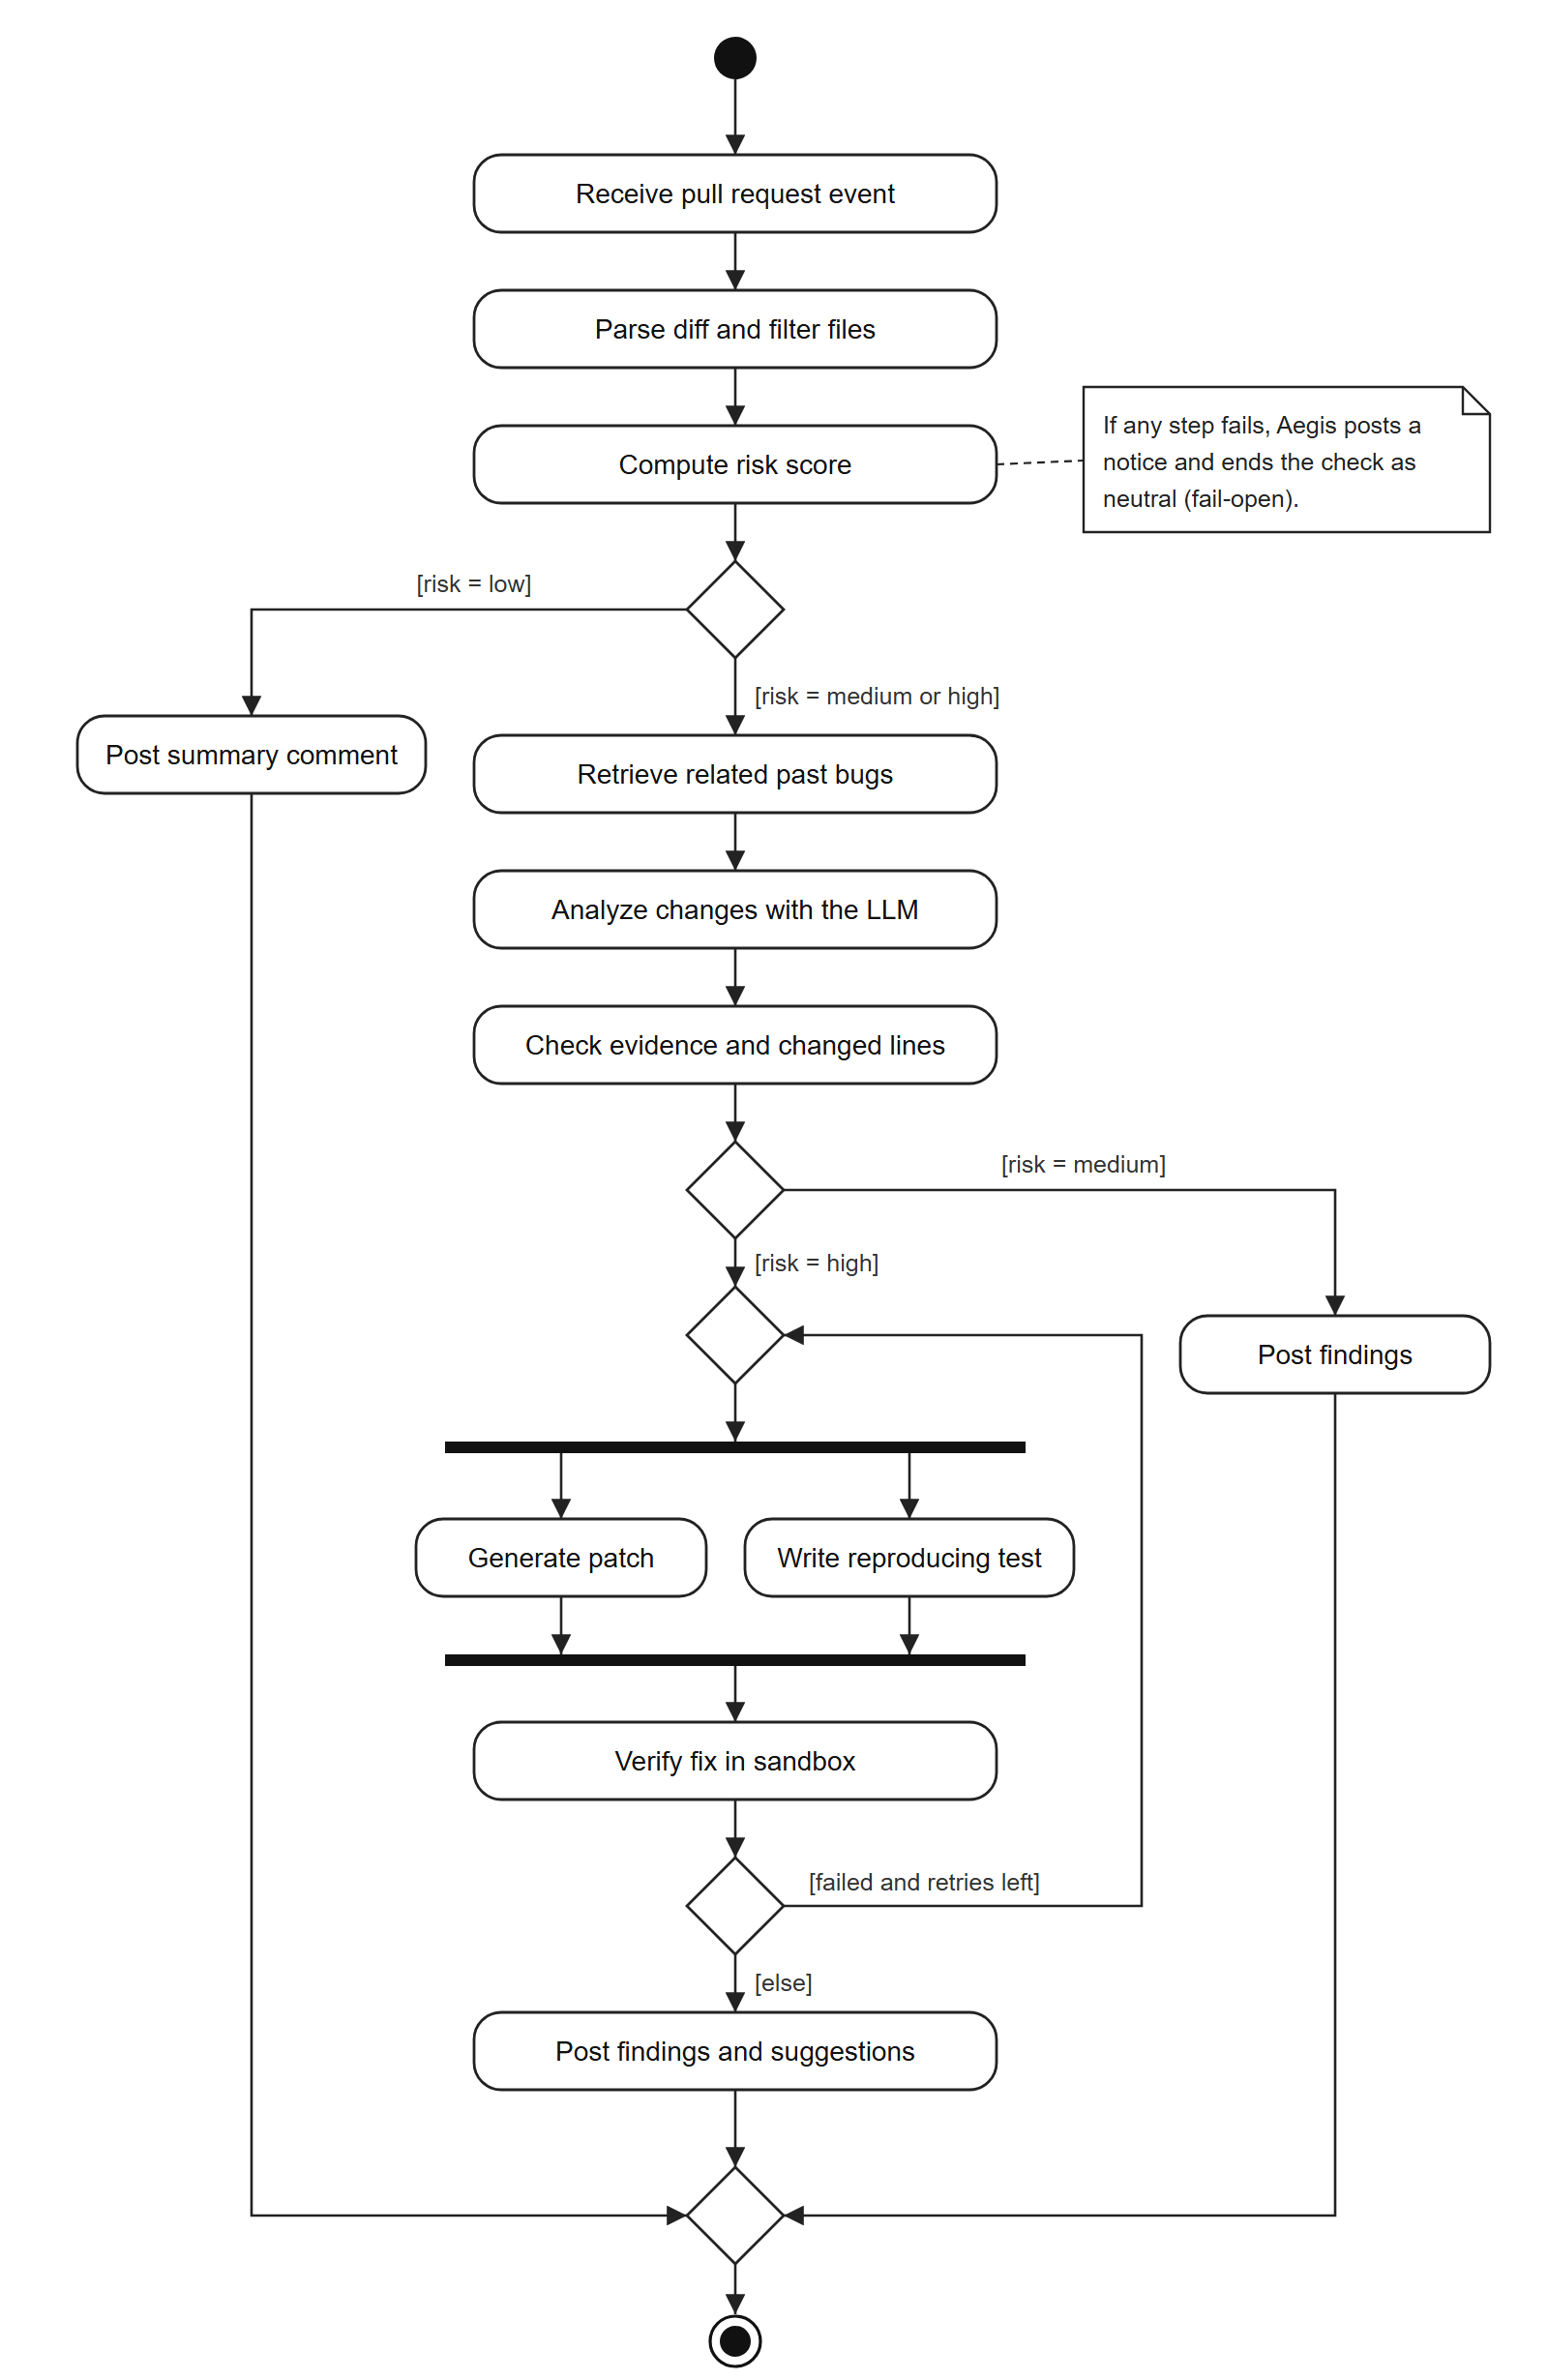 Receive pull request event
Parse diff and filter files
If any step fails, Aegis posts a
notice and ends the check as
neutral (fail-open).
Compute risk score
[risk = low]
[risk = medium or high]
Post summary comment
Retrieve related past bugs
Analyze changes with the LLM
Check evidence and changed lines
[risk = medium]
[risk = high]
Post findings
Generate patch
Write reproducing test
Verify fix in sandbox
[failed and retries left]
[else]
Post findings and suggestions